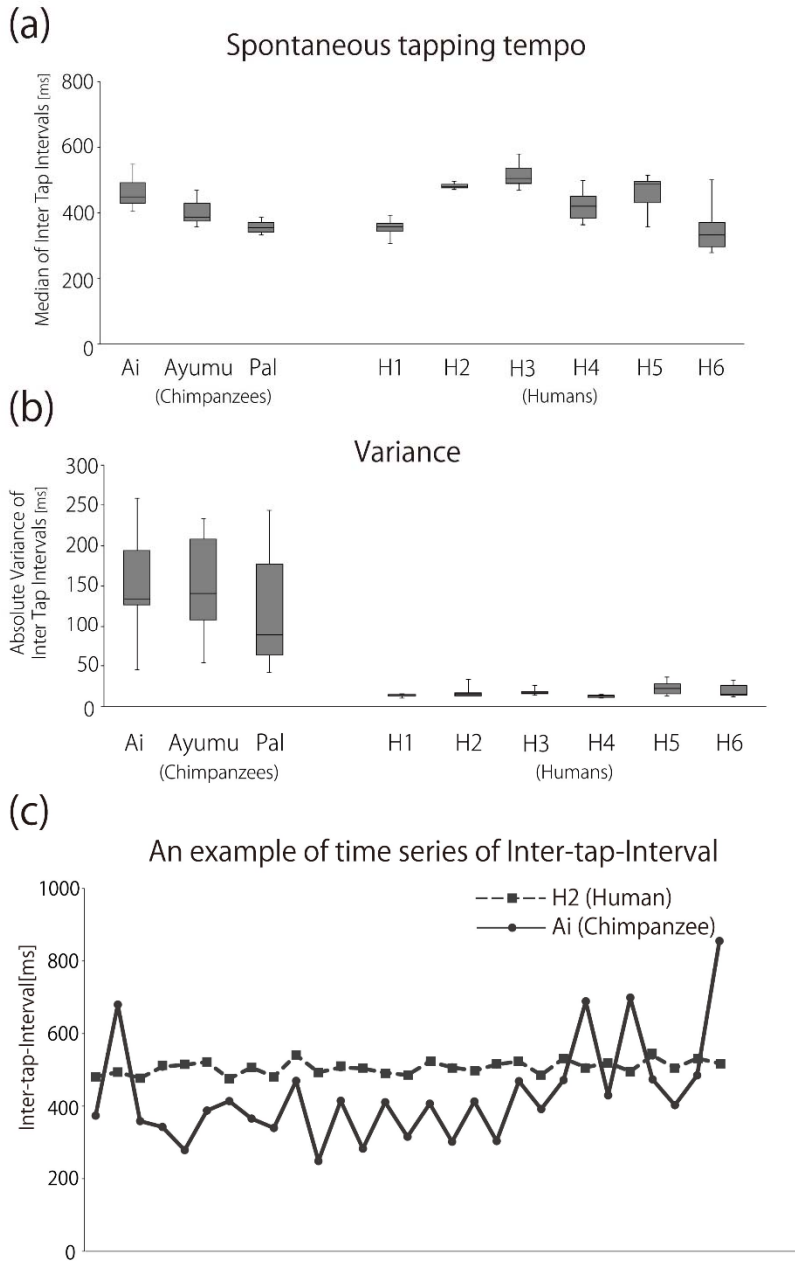 (a)
Spontaneous tapping tempo
Median of Inter Tap Intervals [ms]
800
600
400
200
0
Ai Ayumu Pal H1 H2 H3 H4 H5 H6
(Chimpanzees) (Humans)
(b)
Variance
Absolute Variance of
Inter Tap Intervals [ms]
300
250
200
150
100
50
0
Ai Ayumu Pal H1 H2 H3 H4 H5 H6
(Chimpanzees) (Humans)
(c)
An example of time series of Inter-tap-Interval
Inter-tap-Interval[ms]
1000
800
600
400
200
0
H2 (Human)
Ai (Chimpanzee)